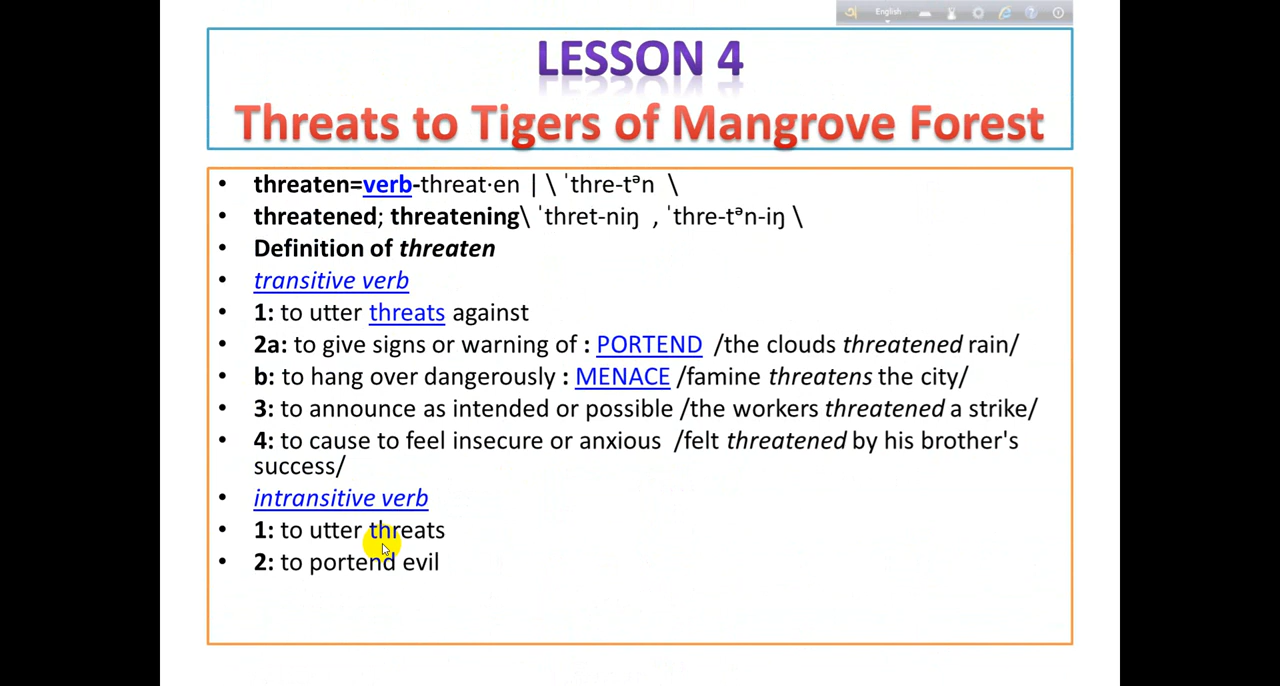 অ English
LESSON 4
Threats to Tigers of Mangrove Forest
• threaten=verb-threat·en | \ ˈthre-tᵊn \
• threatened; threatening\ ˈthret-niŋ , ˈthre-tᵊn-iŋ \
• Definition of threaten
• transitive verb
• 1: to utter threats against
• 2a: to give signs or warning of : PORTEND /the clouds threatened rain/
• b: to hang over dangerously : MENACE /famine threatens the city/
• 3: to announce as intended or possible /the workers threatened a strike/
• 4: to cause to feel insecure or anxious /felt threatened by his brother's
success/
• intransitive verb
• 1: to utter threats
• 2: to portend evil